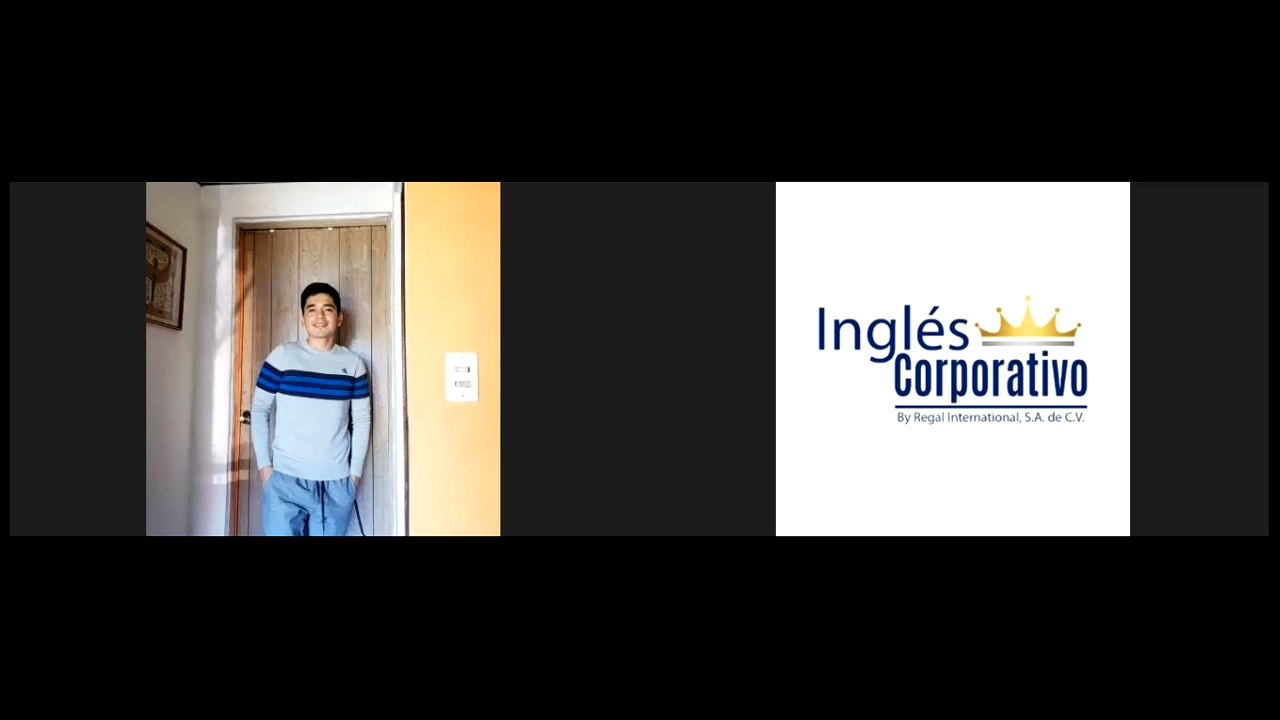 Inglés
Corporativo
By Regal International, S.A. de C.V.